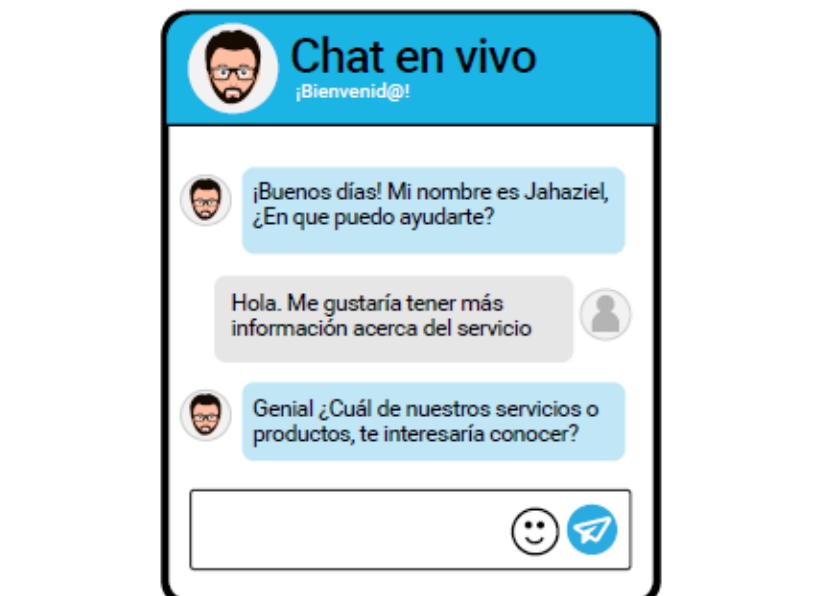 Chat en vivo
¡Bienvenid@!
¡Buenos días! Mi nombre es Jahaziel,
¿En que puedo ayudarte?
Hola. Me gustaría tener más
información acerca del servicio
Genial ¿Cuál de nuestros servicios o
productos, te interesaría conocer?